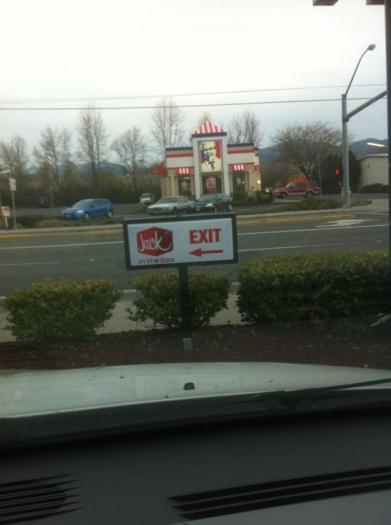 Jack
in the box
EXIT